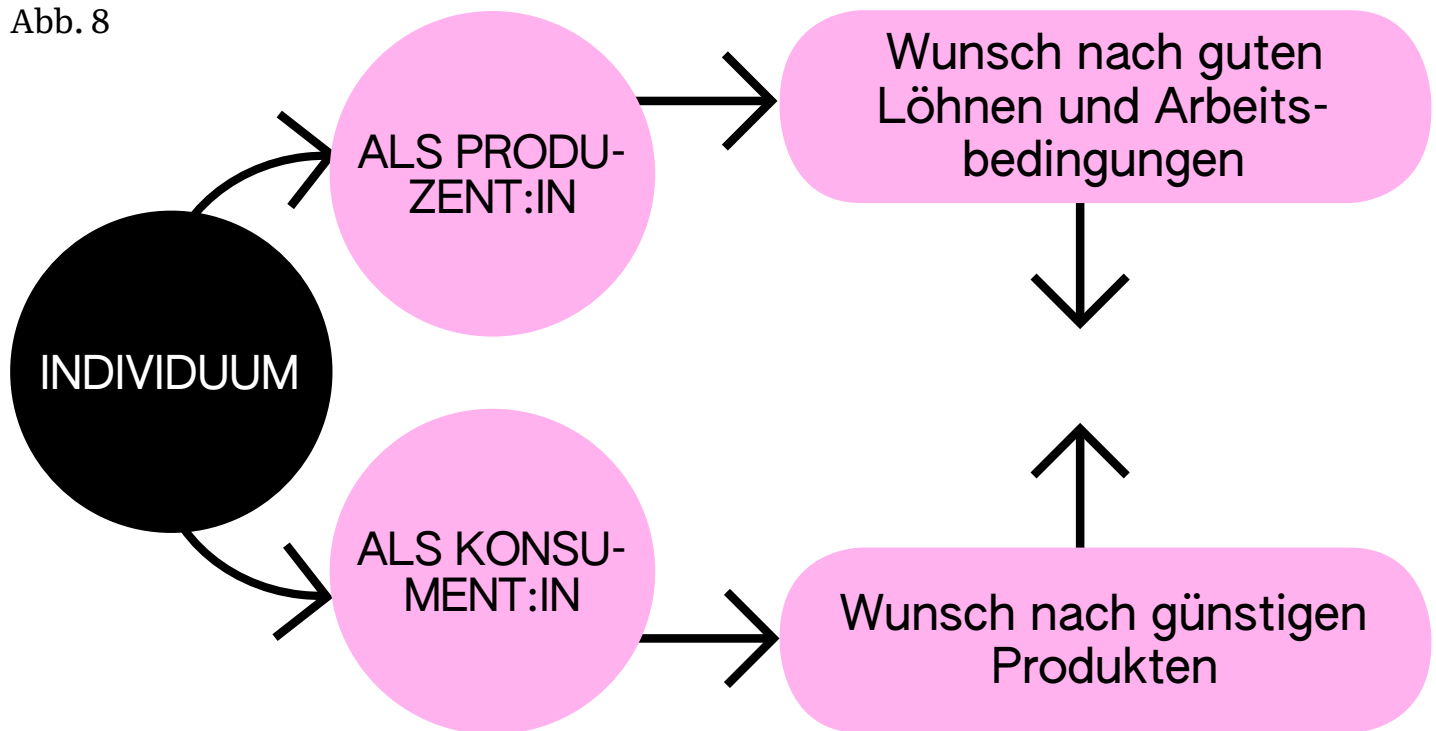 Abb. 8
ALS PRODU-
ZENT:IN
Wunsch nach guten
Löhnen und Arbeits-
bedingungen
INDIVIDUUM
ALS KONSU-
MENT:IN
Wunsch nach günstigen
Produkten